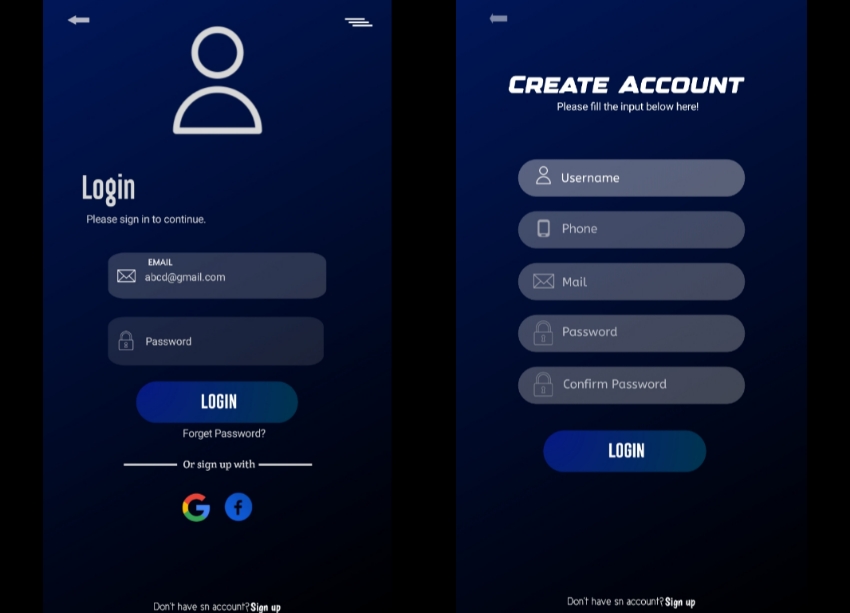 Login
Please sign in to continue.
EMAIL
abcd@gmail.com
Password
LOGIN
Forget Password?
Or sign up with
Don't have sn account?Sign up
CREATE ACCOUNT
Please fill the input below here!
Username
Phone
Mail
Password
Confirm Password
LOGIN
Don't have sn account?Sign up